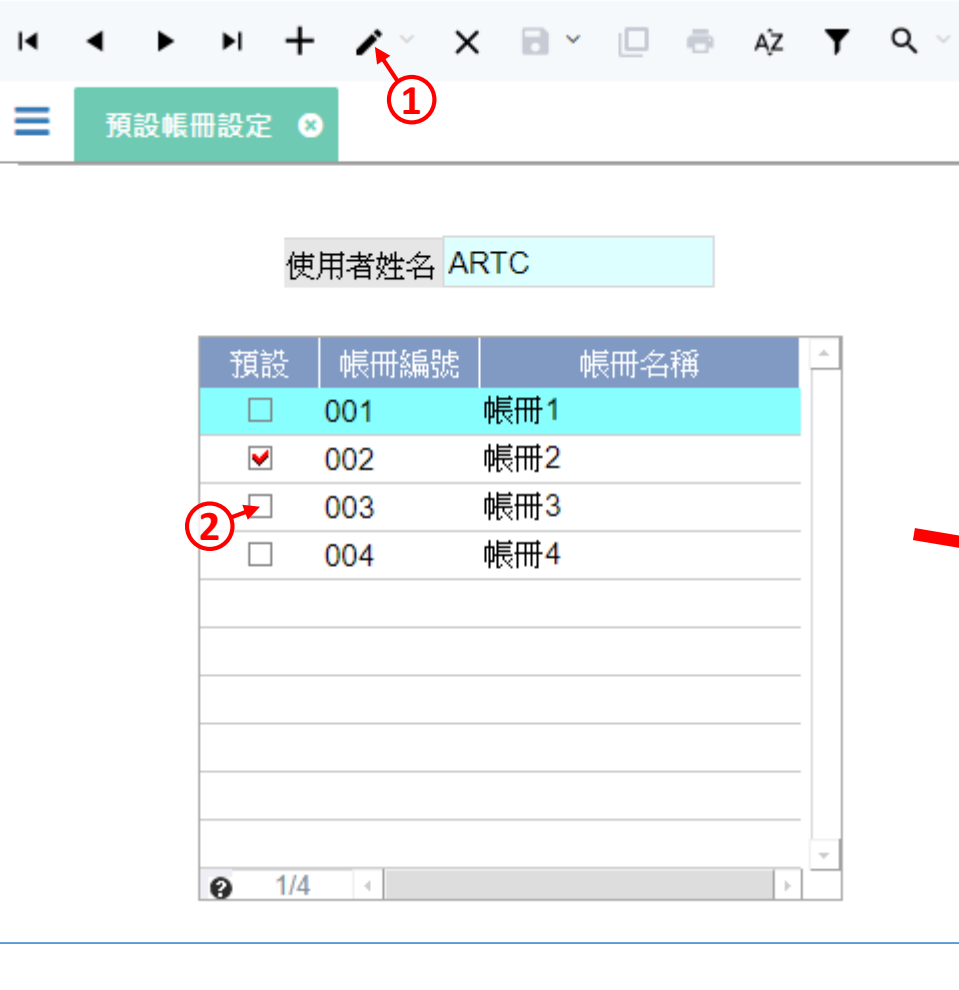 AZ
①
預設帳冊設定
使用者姓名 ARTC
預設 帳冊編號 帳冊名稱
001 帳冊1
002 帳冊2
② 003 帳冊3
004 帳冊4
1/4